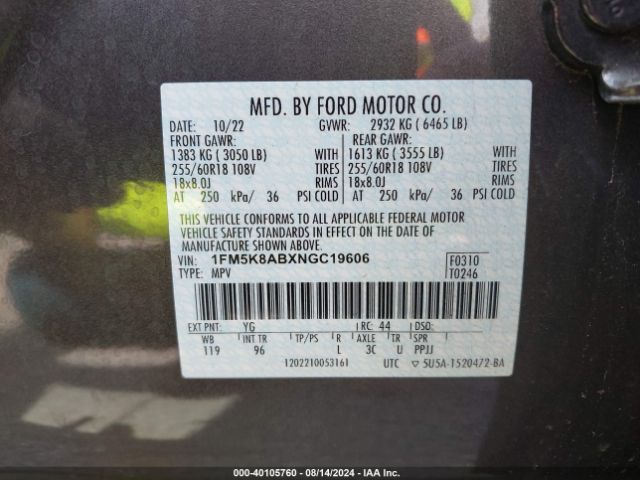 MFD. BY FORD MOTOR CO.
DATE: 10/22 GVWR: 2932 KG ( 6465 LB)
FRONT GAWR: REAR GAWR:
1383 KG ( 3050 LB) WITH 1613 KG ( 3555 LB) WITH
255/60R18 108V TIRES 255/60R18 108V TIRES
18x8.0J RIMS 18x8.0J RIMS
AT 250 kPa/ 36 PSI COLD AT 250 kPa/ 36 PSI COLD
THIS VEHICLE CONFORMS TO ALL APPLICABLE FEDERAL MOTOR
VEHICLE SAFETY STANDARDS IN EFFECT ON THE DATE OF
MANUFACTURE SHOWN ABOVE.
VIN: 1FM5K8ABXNGC19606 F0310
TYPE: MPV T0246
EXT PNT: YG RC: 44 DSO:
WB INT TR TP/PS R AXLE TR SPR
119 96 L 3C U PPJJ
1202210053161 UTC ▽ 5U5A-1520472-BA
000-40105760 - 08/14/2024 - IAA Inc.